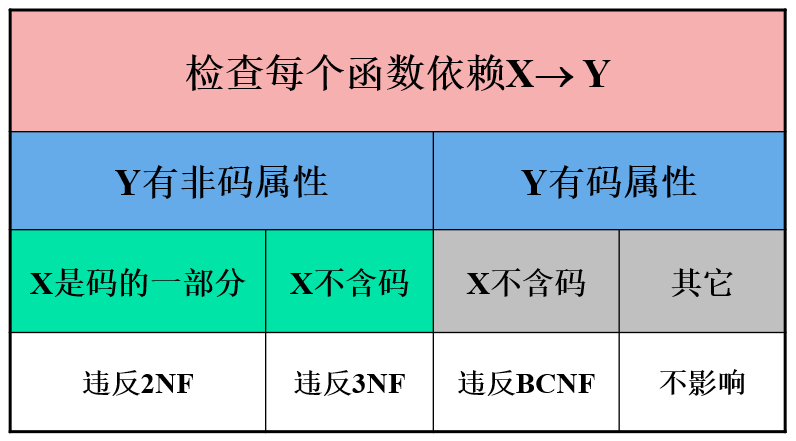 检查每个函数依赖X→ Y
Y有非码属性 Y有码属性
X是码的一部分 X不含码 X不含码 其它
违反2NF 违反3NF 违反BCNF 不影响